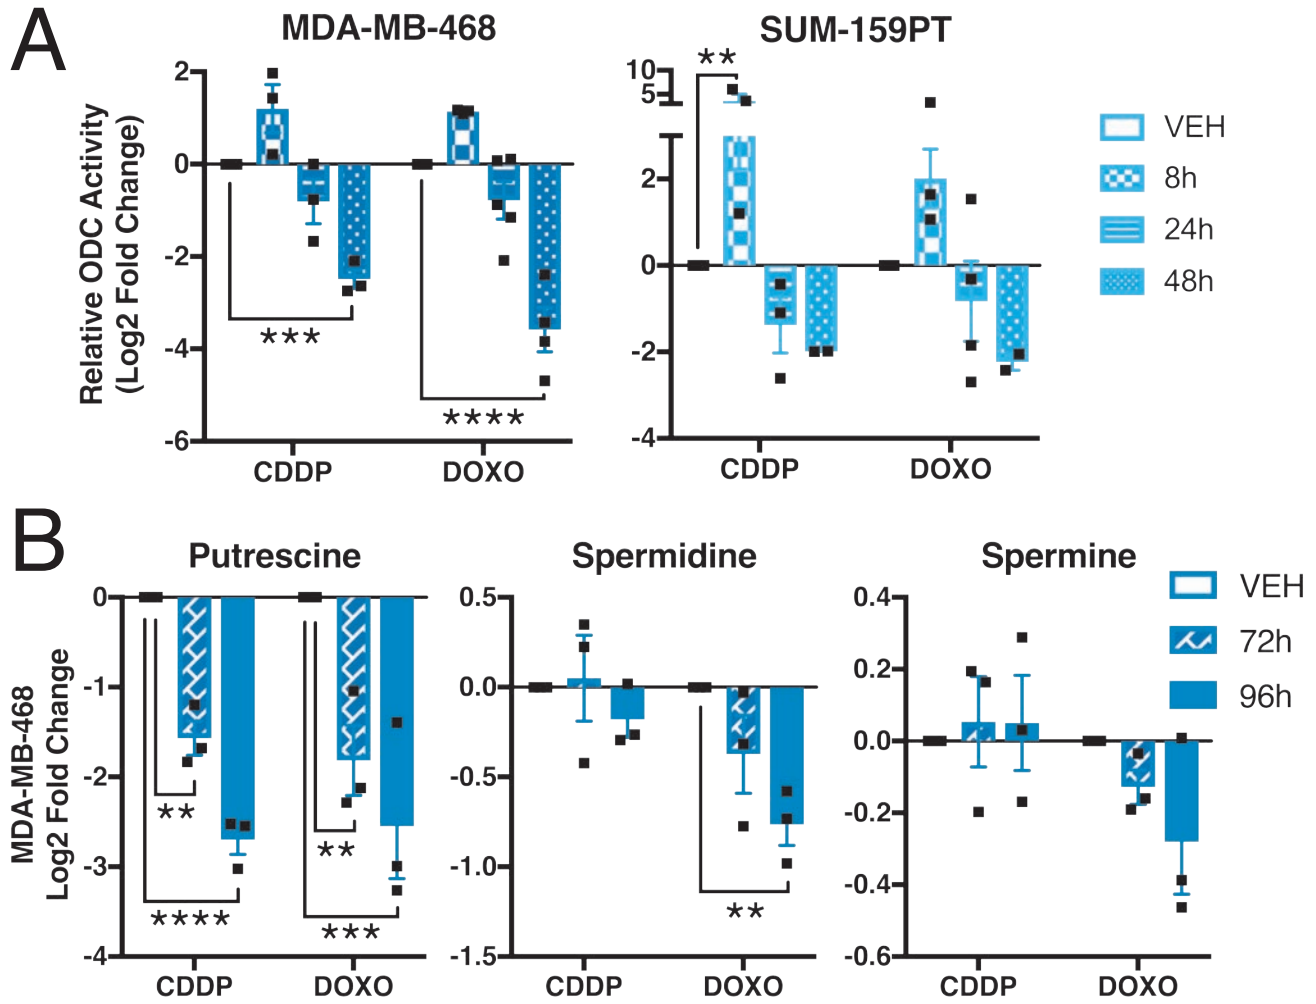 A
MDA-MB-468
SUM-159PT
Relative ODC Activity
(Log2 Fold Change)
2
0
-2
-4
-6
***
****
CDDP
DOXO
**
10
5
2
0
-2
-4
CDDP
DOXO
VEH
8h
24h
48h
B
Putrescine
Spermidine
Spermine
MDA-MB-468
Log2 Fold Change
0
-1
-2
-3
-4
**
****
**
***
CDDP
DOXO
0.5
0.0
-0.5
-1.0
-1.5
**
CDDP
DOXO
0.4
0.2
0.0
-0.2
-0.4
-0.6
CDDP
DOXO
VEH
72h
96h